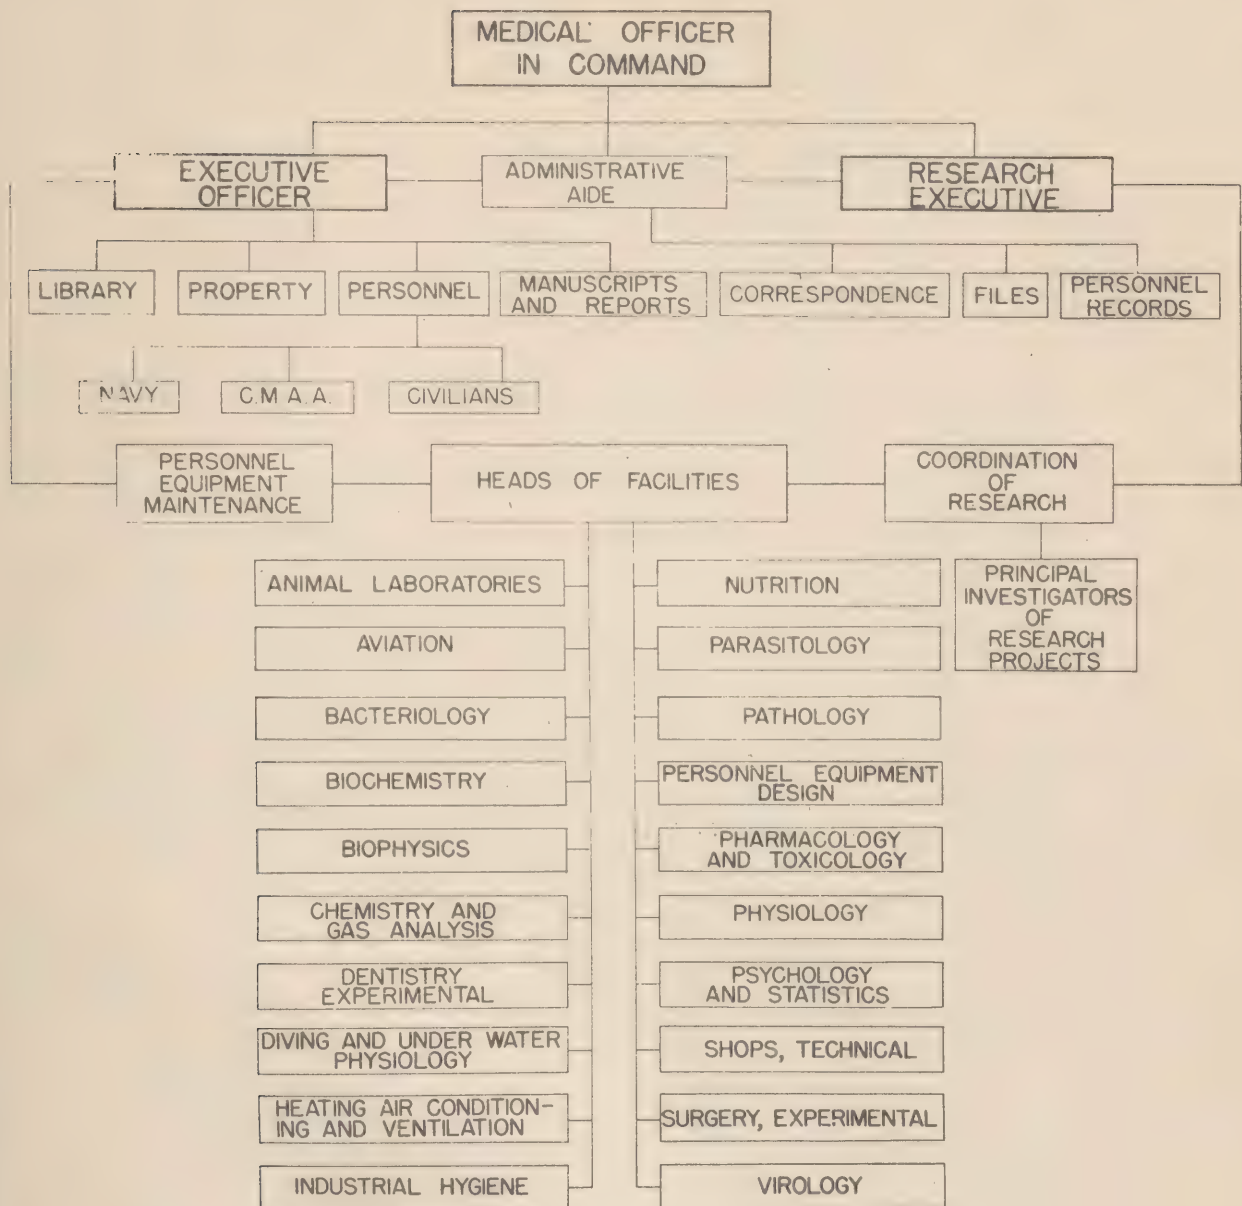 MEDICAL OFFICER
IN COMMAND
EXECUTIVE
OFFICER
ADMINISTRATIVE
AIDE
RESEARCH
EXECUTIVE
LIBRARY
PROPERTY
PERSONNEL
MANUSCRIPTS
AND REPORTS
CORRESPONDENCE
FILES
PERSONNEL
RECORDS
NAVY
C.M.A.A.
CIVILIANS
PERSONNEL
EQUIPMENT
MAINTENANCE
HEADS OF FACILITIES
COORDINATION
OF
RESEARCH
PRINCIPAL
INVESTIGATORS
OF
RESEARCH
PROJECTS
ANIMAL LABORATORIES
AVIATION
BACTERIOLOGY
BIOCHEMISTRY
BIOPHYSICS
CHEMISTRY AND
GAS ANALYSIS
DENTISTRY
EXPERIMENTAL
DIVING AND UNDER WATER
PHYSIOLOGY
HEATING AIR CONDITION-
ING AND VENTILATION
INDUSTRIAL HYGIENE
NUTRITION
PARASITOLOGY
PATHOLOGY
PERSONNEL EQUIPMENT
DESIGN
PHARMACOLOGY
AND TOXICOLOGY
PHYSIOLOGY
PSYCHOLOGY
AND STATISTICS
SHOPS, TECHNICAL
SURGERY, EXPERIMENTAL
VIROLOGY